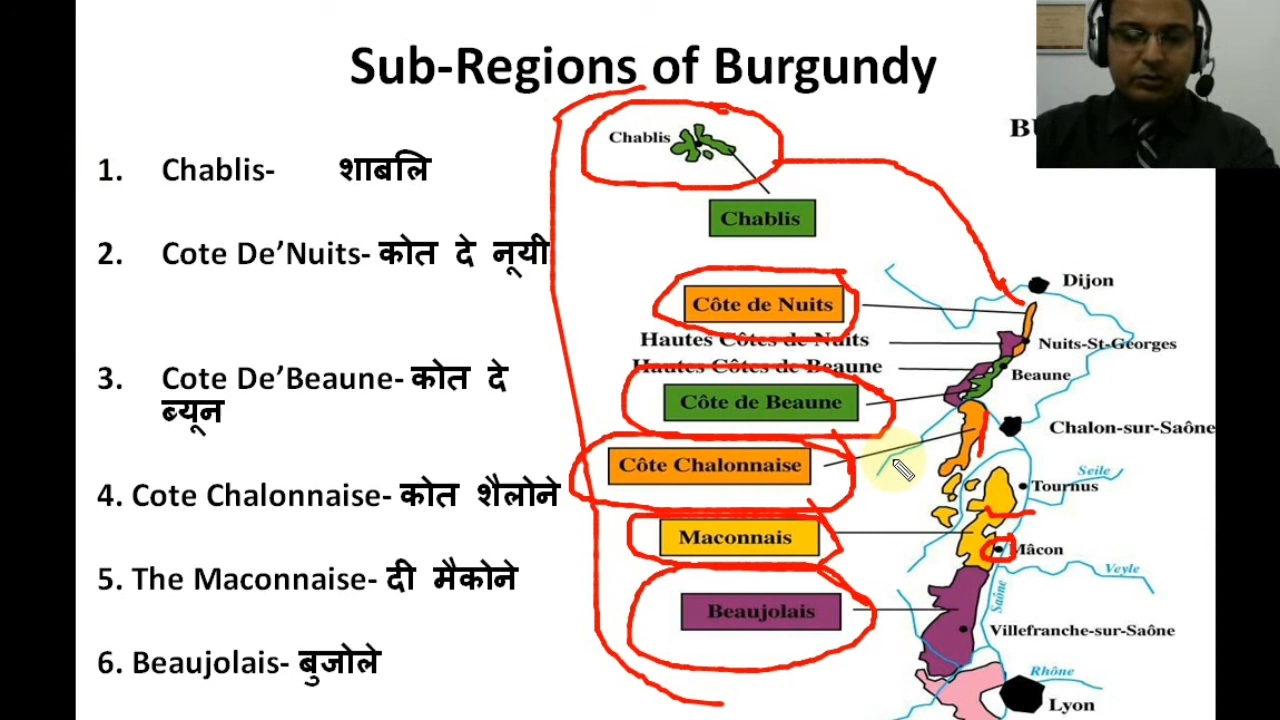 Sub-Regions of Burgundy
1. Chablis- शाबलि
2. Cote De’Nuits- कोत दे नूयी
3. Cote De’Beaune- कोत दे
ब्यून
4. Cote Chalonnaise- कोत शैलोने
5. The Maconnaise- दी मैकोने
6. Beaujolais- बुजोले
Chablis
Chablis
Côte de Nuits
Hautes Côtes de Nuits
Hautes Côtes de Beaune
Côte de Beaune
Côte Chalonnaise
Maconnais
Beaujolais
Dijon
Nuits-St-Georges
Beaune
Chalon-sur-Saône
Seile
Tournus
Mâcon
Veyle
Saône
Villefranche-sur-Saône
Rhône
Lyon